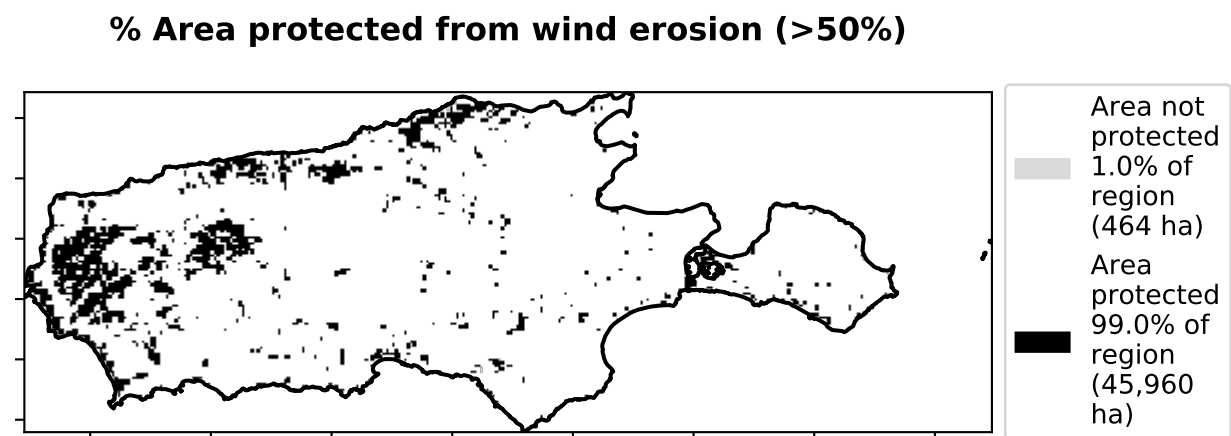 % Area protected from wind erosion (>50%)
Area not
protected
1.0% of
region
(464 ha)
Area
protected
99.0% of
region
(45,960
ha)